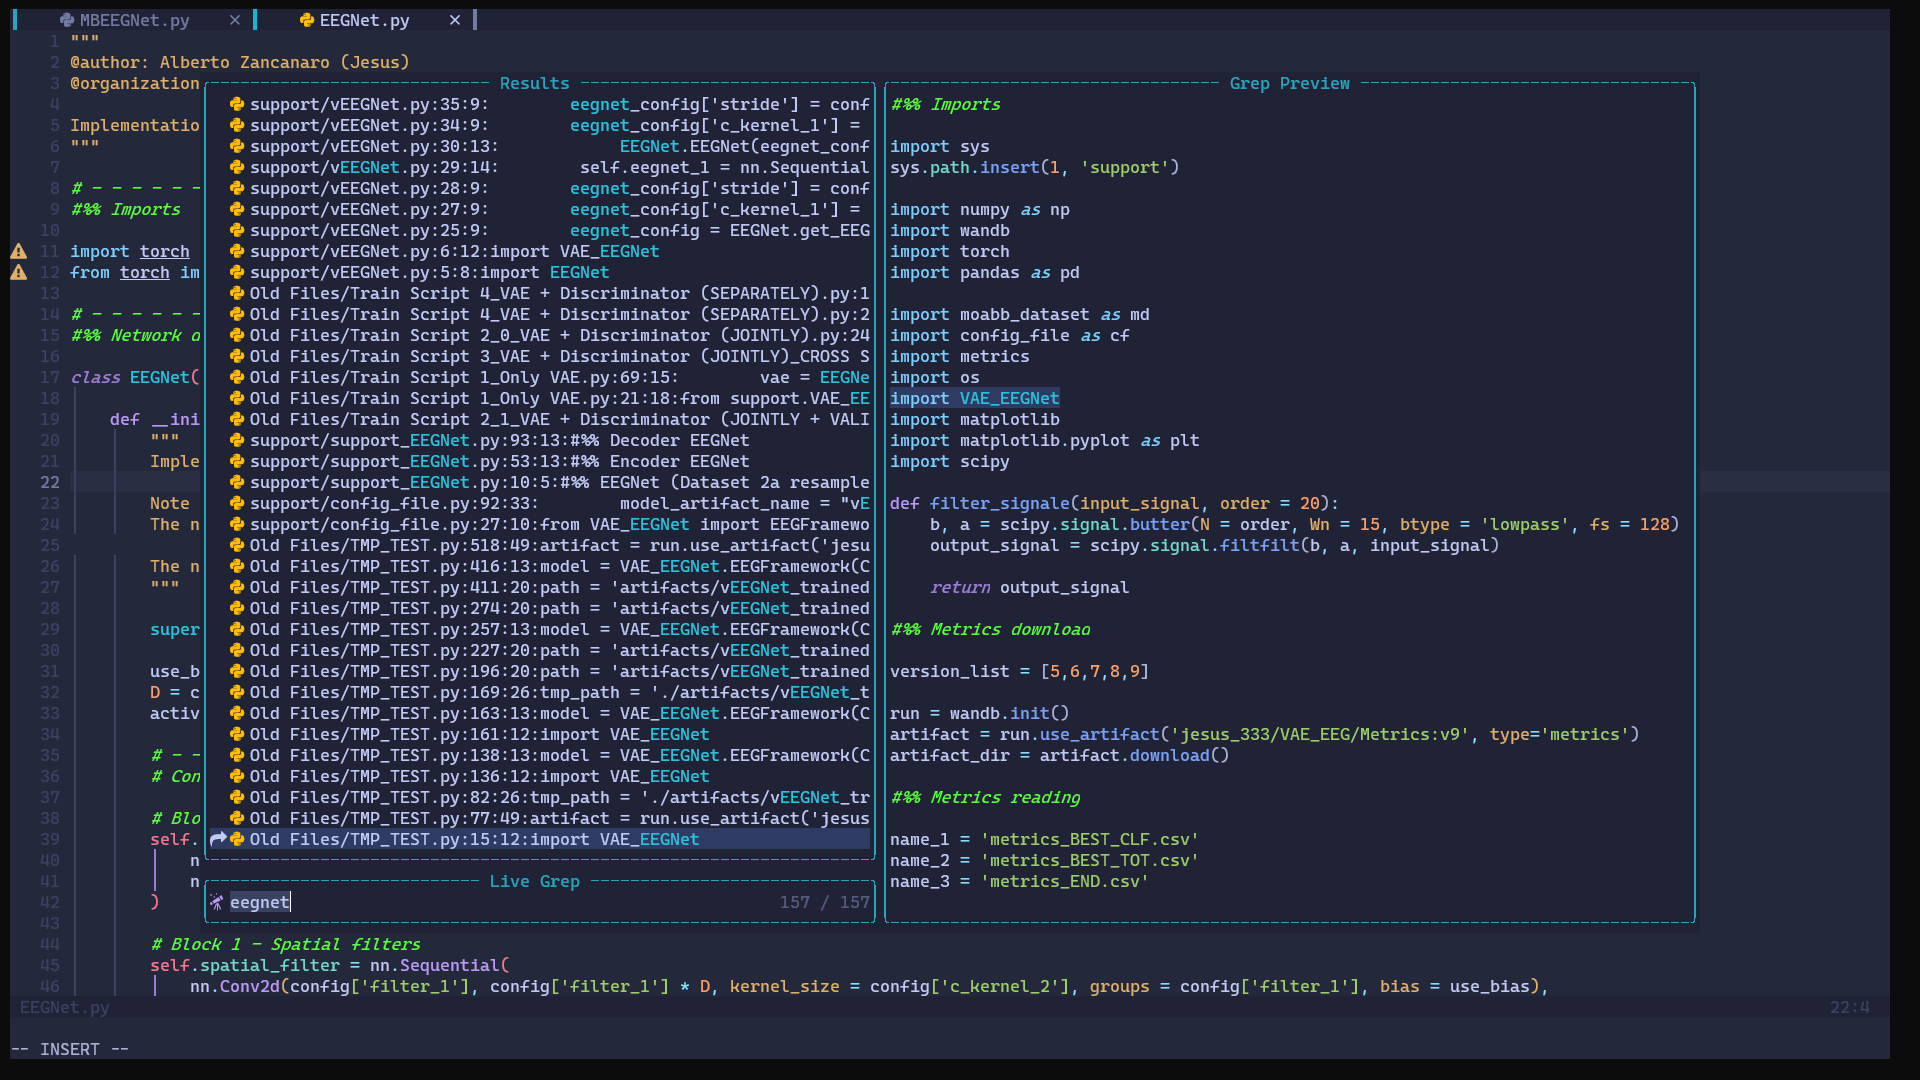 MBEEGNet.py ✕ EEGNet.py ✕
1 """
2 @author: Alberto Zancanaro (Jesus)
3 @organization
4
5 Implementatio
6 """
7
8 # - - - - - -
9 #%% Imports
10
11 import torch
12 from torch im
13
14 # - - - - - -
15 #%% Network d
16
17 class EEGNet(
18
19 def __ini
20 """
21 Imple
22
23 Note
24 The n
25
26 The n
27 """
28
29 super
30
31 use_b
32 D = c
33 activ
34
35 # - -
36 # Con
37
38 # Blo
39 self.
40 n
41 n
42 )
43
44 # Block 1 - Spatial filters
45 self.spatial_filter = nn.Sequential(
46 nn.Conv2d(config['filter_1'], config['filter_1'] * D, kernel_size = config['c_kernel_2'], groups = config['filter_1'], bias = use_bias),
Results
support/vEEGNet.py:35:9: eegnet_config['stride'] = conf
support/vEEGNet.py:34:9: eegnet_config['c_kernel_1'] =
support/vEEGNet.py:30:13: EEGNet.EEGNet(eegnet_conf
support/vEEGNet.py:29:14: self.eegnet_1 = nn.Sequential
support/vEEGNet.py:28:9: eegnet_config['stride'] = conf
support/vEEGNet.py:27:9: eegnet_config['c_kernel_1'] =
support/vEEGNet.py:25:9: eegnet_config = EEGNet.get_EEG
support/vEEGNet.py:6:12:import VAE_EEGNet
support/vEEGNet.py:5:8:import EEGNet
Old Files/Train Script 4_VAE + Discriminator (SEPARATELY).py:1
Old Files/Train Script 4_VAE + Discriminator (SEPARATELY).py:2
Old Files/Train Script 2_0_VAE + Discriminator (JOINTLY).py:24
Old Files/Train Script 3_VAE + Discriminator (JOINTLY)_CROSS S
Old Files/Train Script 1_Only VAE.py:69:15: vae = EEGNe
Old Files/Train Script 1_Only VAE.py:21:18:from support.VAE_EE
Old Files/Train Script 2_1_VAE + Discriminator (JOINTLY + VALI
support/support_EEGNet.py:93:13:#%% Decoder EEGNet
support/support_EEGNet.py:53:13:#%% Encoder EEGNet
support/support_EEGNet.py:10:5:#%% EEGNet (Dataset 2a resample
support/config_file.py:92:33: model_artifact_name = "vE
support/config_file.py:27:10:from VAE_EEGNet import EEGFramewo
Old Files/TMP_TEST.py:518:49:artifact = run.use_artifact('jesu
Old Files/TMP_TEST.py:416:13:model = VAE_EEGNet.EEGFramework(C
Old Files/TMP_TEST.py:411:20:path = 'artifacts/vEEGNet_trained
Old Files/TMP_TEST.py:274:20:path = 'artifacts/vEEGNet_trained
Old Files/TMP_TEST.py:257:13:model = VAE_EEGNet.EEGFramework(C
Old Files/TMP_TEST.py:227:20:path = 'artifacts/vEEGNet_trained
Old Files/TMP_TEST.py:196:20:path = 'artifacts/vEEGNet_trained
Old Files/TMP_TEST.py:169:26:tmp_path = './artifacts/vEEGNet_t
Old Files/TMP_TEST.py:163:13:model = VAE_EEGNet.EEGFramework(C
Old Files/TMP_TEST.py:161:12:import VAE_EEGNet
Old Files/TMP_TEST.py:138:13:model = VAE_EEGNet.EEGFramework(C
Old Files/TMP_TEST.py:136:12:import VAE_EEGNet
Old Files/TMP_TEST.py:82:26:tmp_path = './artifacts/vEEGNet_tr
Old Files/TMP_TEST.py:77:49:artifact = run.use_artifact('jesus
Old Files/TMP_TEST.py:15:12:import VAE_EEGNet
Live Grep
eegnet 157 / 157
Grep Preview
#%% Imports
import sys
sys.path.insert(1, 'support')
import numpy as np
import wandb
import torch
import pandas as pd
import moabb_dataset as md
import config_file as cf
import metrics
import os
import VAE_EEGNet
import matplotlib
import matplotlib.pyplot as plt
import scipy
def filter_signale(input_signal, order = 20):
b, a = scipy.signal.butter(N = order, Wn = 15, btype = 'lowpass', fs = 128)
output_signal = scipy.signal.filtfilt(b, a, input_signal)
return output_signal
#%% Metrics download
version_list = [5,6,7,8,9]
run = wandb.init()
artifact = run.use_artifact('jesus_333/VAE_EEG/Metrics:v9', type='metrics')
artifact_dir = artifact.download()
#%% Metrics reading
name_1 = 'metrics_BEST_CLF.csv'
name_2 = 'metrics_BEST_TOT.csv'
name_3 = 'metrics_END.csv'
EEGNet.py 22:4
-- INSERT --